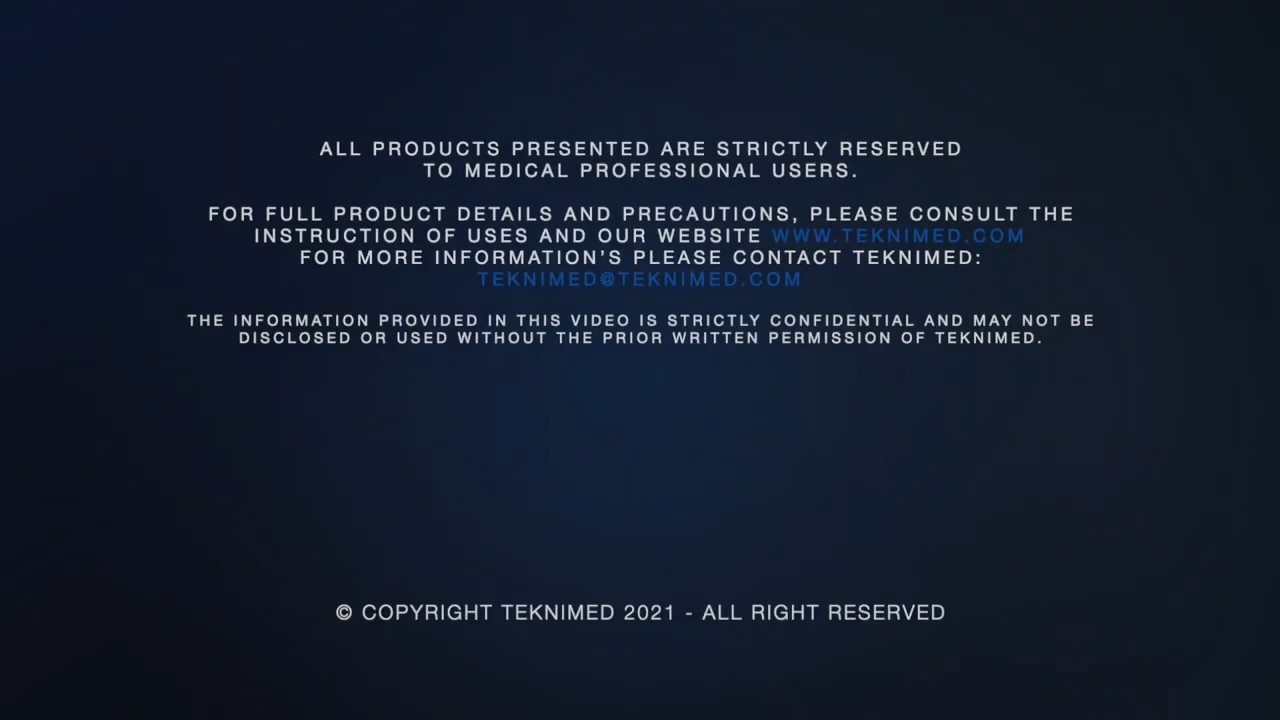 ALL PRODUCTS PRESENTED ARE STRICTLY RESERVED
TO MEDICAL PROFESSIONAL USERS.
FOR FULL PRODUCT DETAILS AND PRECAUTIONS, PLEASE CONSULT THE
INSTRUCTION OF USES AND OUR WEBSITE WWW.TEKNIMED.COM
FOR MORE INFORMATION’S PLEASE CONTACT TEKNIMED:
TEKNIMED@TEKNIMED.COM
THE INFORMATION PROVIDED IN THIS VIDEO IS STRICTLY CONFIDENTIAL AND MAY NOT BE
DISCLOSED OR USED WITHOUT THE PRIOR WRITTEN PERMISSION OF TEKNIMED.
© COPYRIGHT TEKNIMED 2021 - ALL RIGHT RESERVED